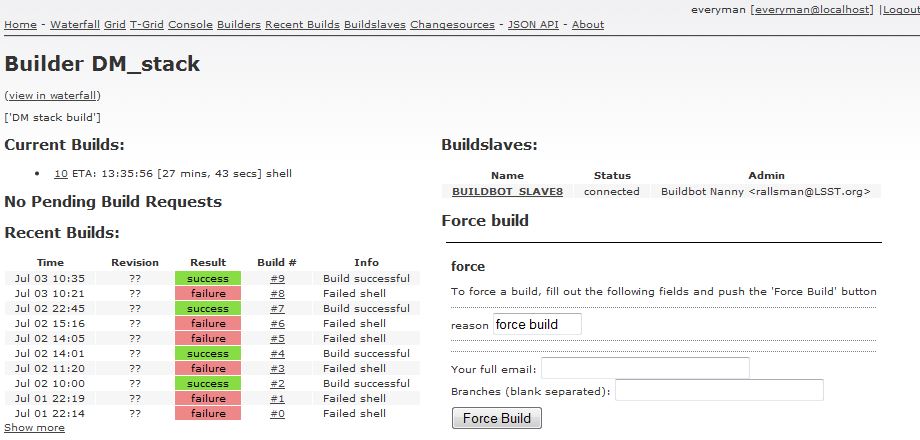 everyman [everyman@localhost] |Logout
Home - Waterfall Grid T-Grid Console Builders Recent Builds Buildslaves Changesources - JSON API - About
Builder DM_stack
(view in waterfall)
['DM stack build']
Current Builds:
• 10 ETA: 13:35:56 [27 mins, 43 secs] shell
No Pending Build Requests
Recent Builds:
Time Revision Result Build # Info
Jul 03 10:35 ?? success #9 Build successful
Jul 03 10:21 ?? failure #8 Failed shell
Jul 02 22:45 ?? success #7 Build successful
Jul 02 15:16 ?? failure #6 Failed shell
Jul 02 14:05 ?? failure #5 Failed shell
Jul 02 14:01 ?? success #4 Build successful
Jul 02 11:20 ?? failure #3 Failed shell
Jul 02 10:00 ?? success #2 Build successful
Jul 01 22:19 ?? failure #1 Failed shell
Jul 01 22:14 ?? failure #0 Failed shell
Show more
Buildslaves:
Name Status Admin
BUILDBOT_SLAVE8 connected Buildbot Nanny <rallsman@LSST.org>
Force build
force
To force a build, fill out the following fields and push the 'Force Build' button
reason force build
Your full email:
Branches (blank separated):
Force Build